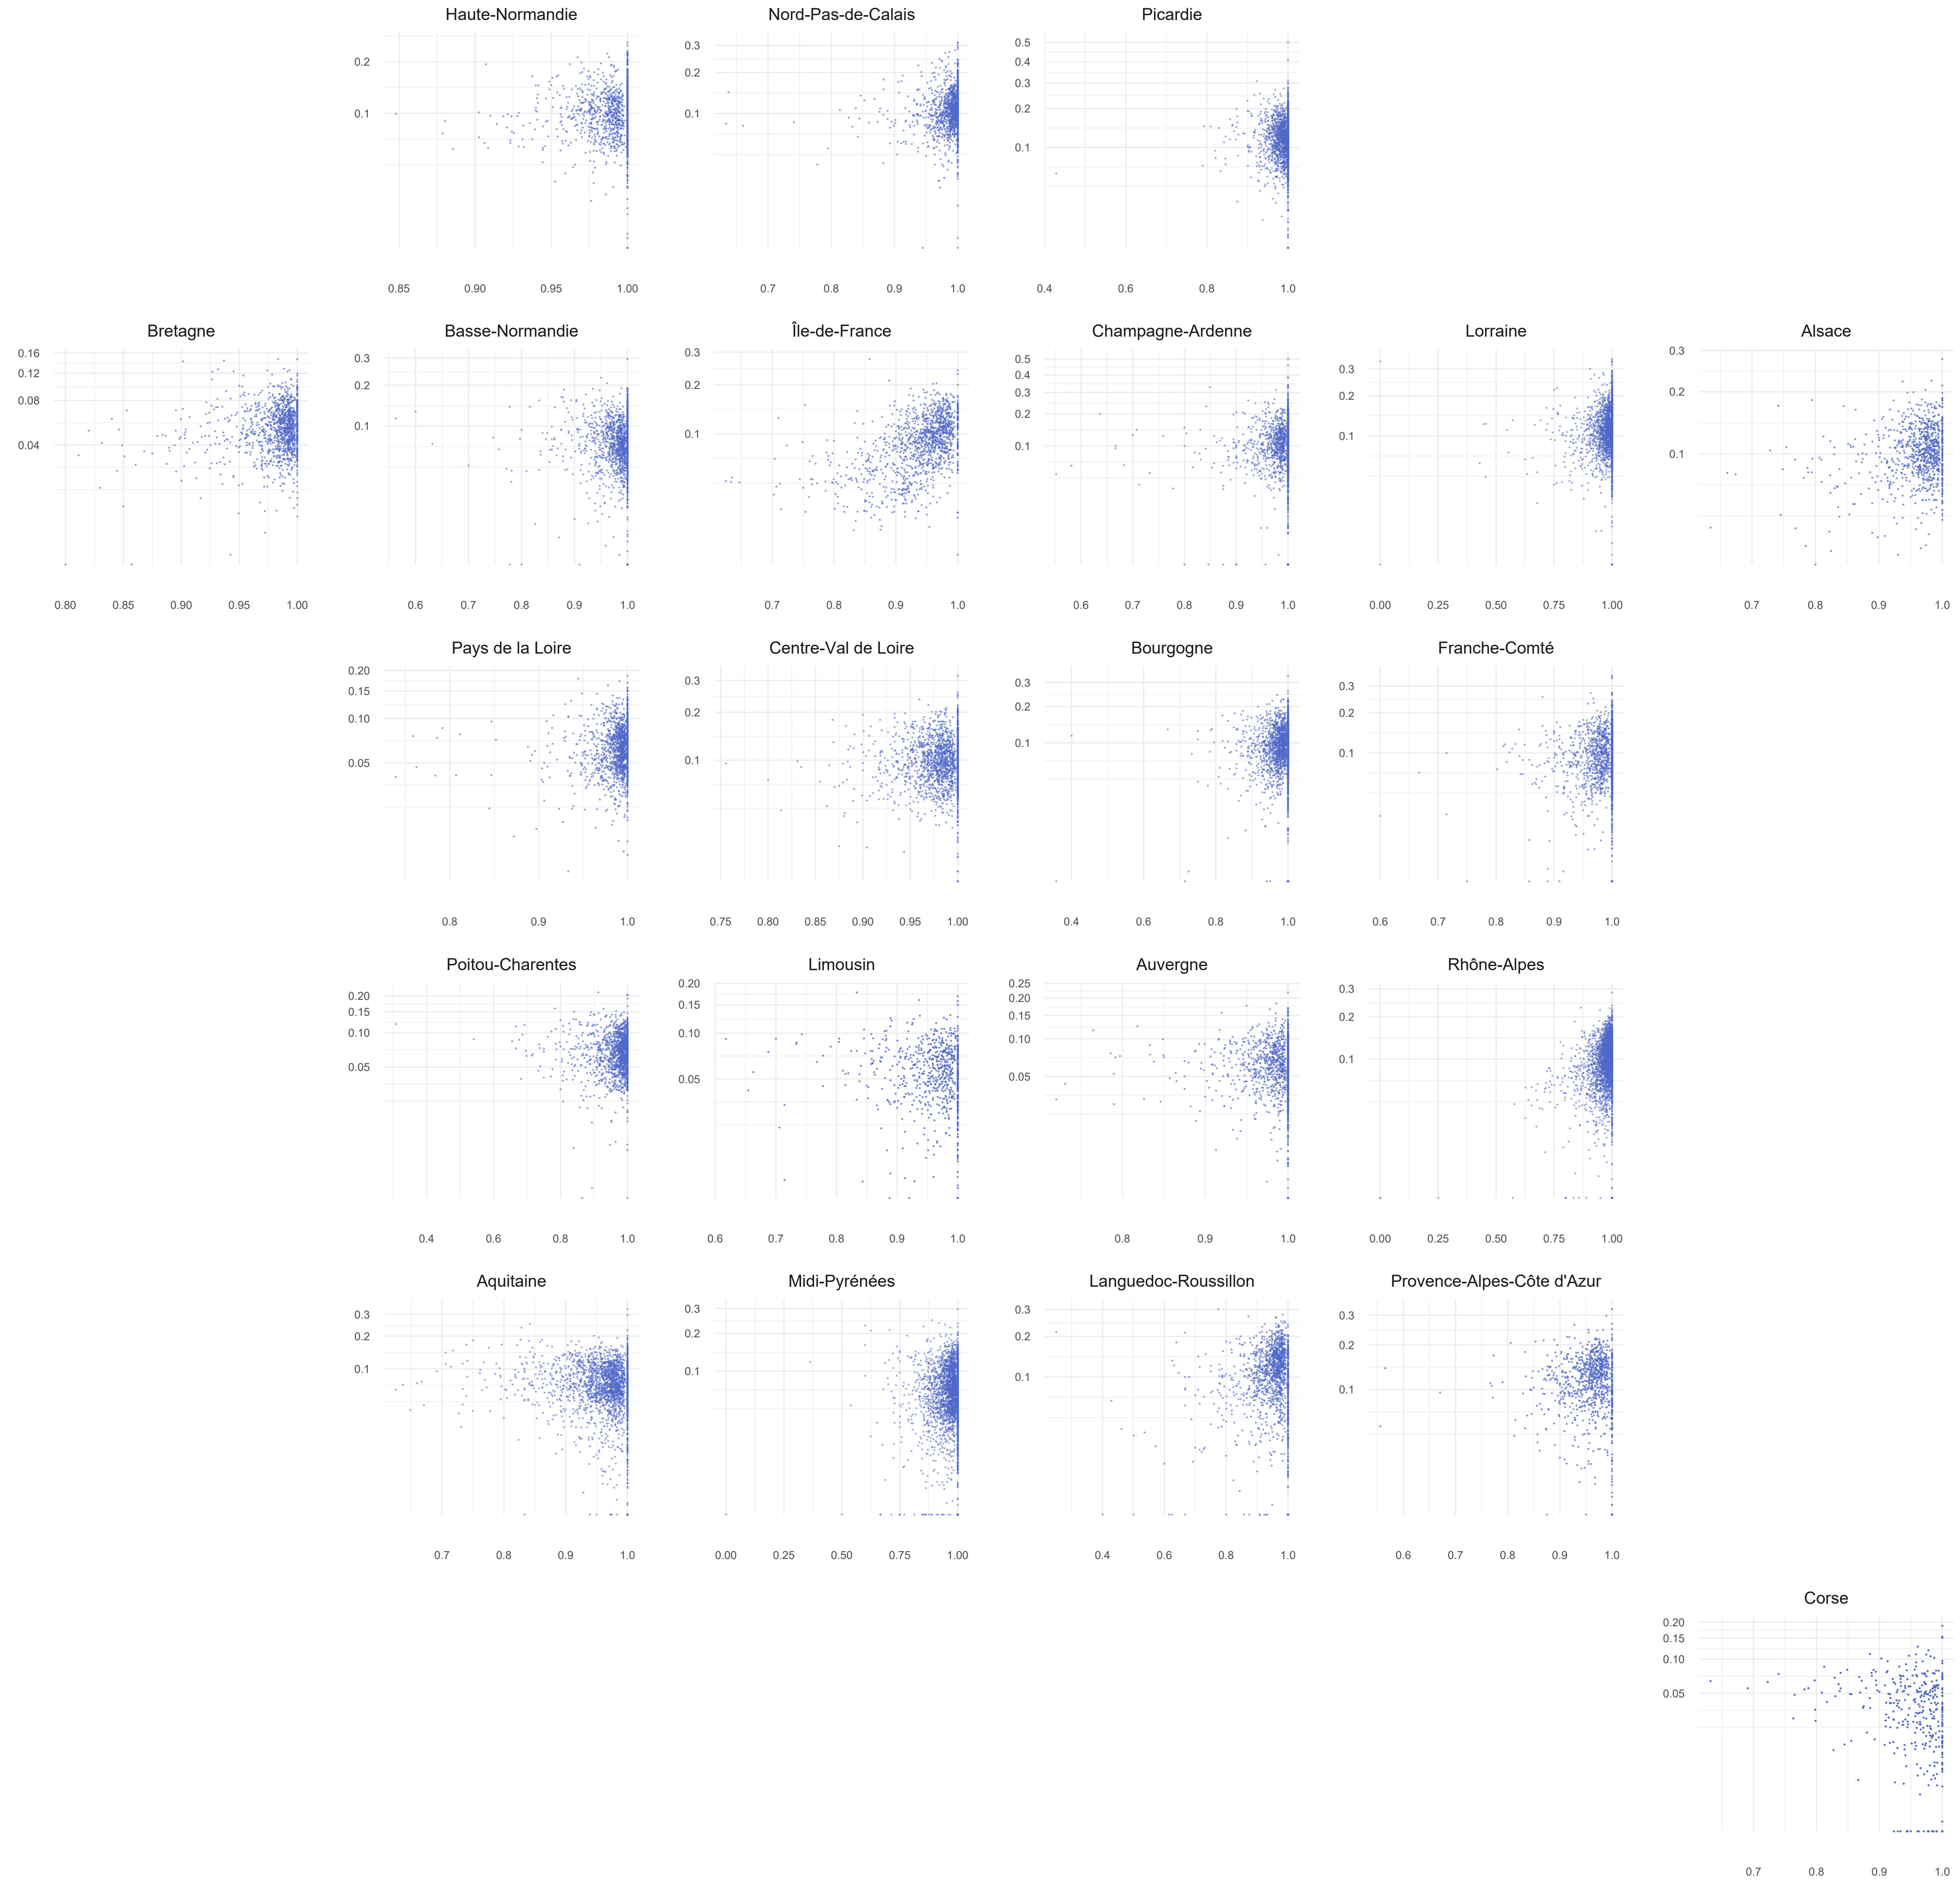 Haute-Normandie
0.2
0.1
0.85 0.90 0.95 1.00
Nord-Pas-de-Calais
0.3
0.2
0.1
0.7 0.8 0.9 1.0
Picardie
0.5
0.4
0.3
0.2
0.1
0.4 0.6 0.8 1.0
Bretagne
0.16
0.12
0.08
0.04
0.80 0.85 0.90 0.95 1.00
Basse-Normandie
0.3
0.2
0.1
0.6 0.7 0.8 0.9 1.0
Île-de-France
0.3
0.2
0.1
0.7 0.8 0.9 1.0
Champagne-Ardenne
0.5
0.4
0.3
0.2
0.1
0.6 0.7 0.8 0.9 1.0
Lorraine
0.3
0.2
0.1
0.00 0.25 0.50 0.75 1.00
Alsace
0.3
0.2
0.1
0.7 0.8 0.9 1.0
Pays de la Loire
0.20
0.15
0.10
0.05
0.8 0.9 1.0
Centre-Val de Loire
0.3
0.2
0.1
0.75 0.80 0.85 0.90 0.95 1.00
Bourgogne
0.3
0.2
0.1
0.4 0.6 0.8 1.0
Franche-Comté
0.3
0.2
0.1
0.6 0.7 0.8 0.9 1.0
Poitou-Charentes
0.20
0.15
0.10
0.05
0.4 0.6 0.8 1.0
Limousin
0.20
0.15
0.10
0.05
0.6 0.7 0.8 0.9 1.0
Auvergne
0.25
0.20
0.15
0.10
0.05
0.8 0.9 1.0
Rhône-Alpes
0.3
0.2
0.1
0.00 0.25 0.50 0.75 1.00
Aquitaine
0.3
0.2
0.1
0.7 0.8 0.9 1.0
Midi-Pyrénées
0.3
0.2
0.1
0.00 0.25 0.50 0.75 1.00
Languedoc-Roussillon
0.3
0.2
0.1
0.4 0.6 0.8 1.0
Provence-Alpes-Côte d'Azur
0.3
0.2
0.1
0.6 0.7 0.8 0.9 1.0
Corse
0.20
0.15
0.10
0.05
0.7 0.8 0.9 1.0